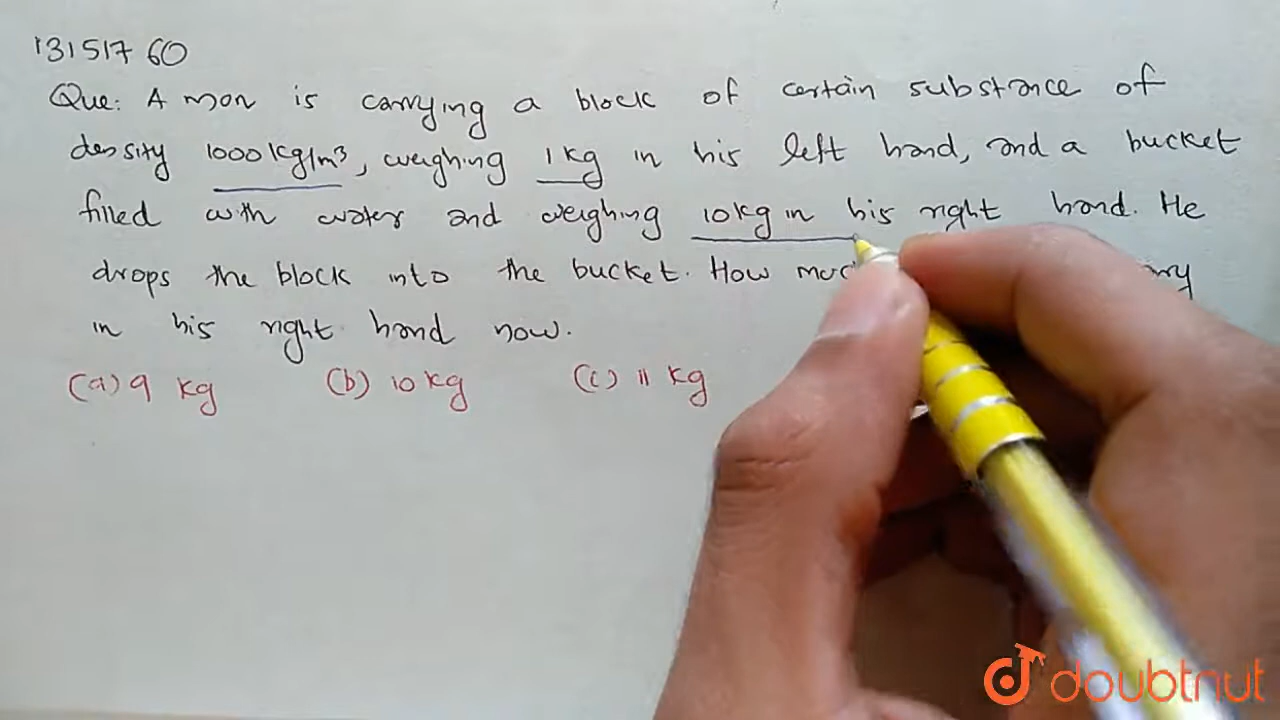 13151760
Que: A man is carrying a block of certain substance of
density 1000 kg/m³, weighing 1 kg in his left hand, and a bucket
filled with water and weighing 10 kg in his right hand. He
drops the block into the bucket. How
in his right hand now.
(a) 9 kg (b) 10 kg (c) 11 kg
doubtnut